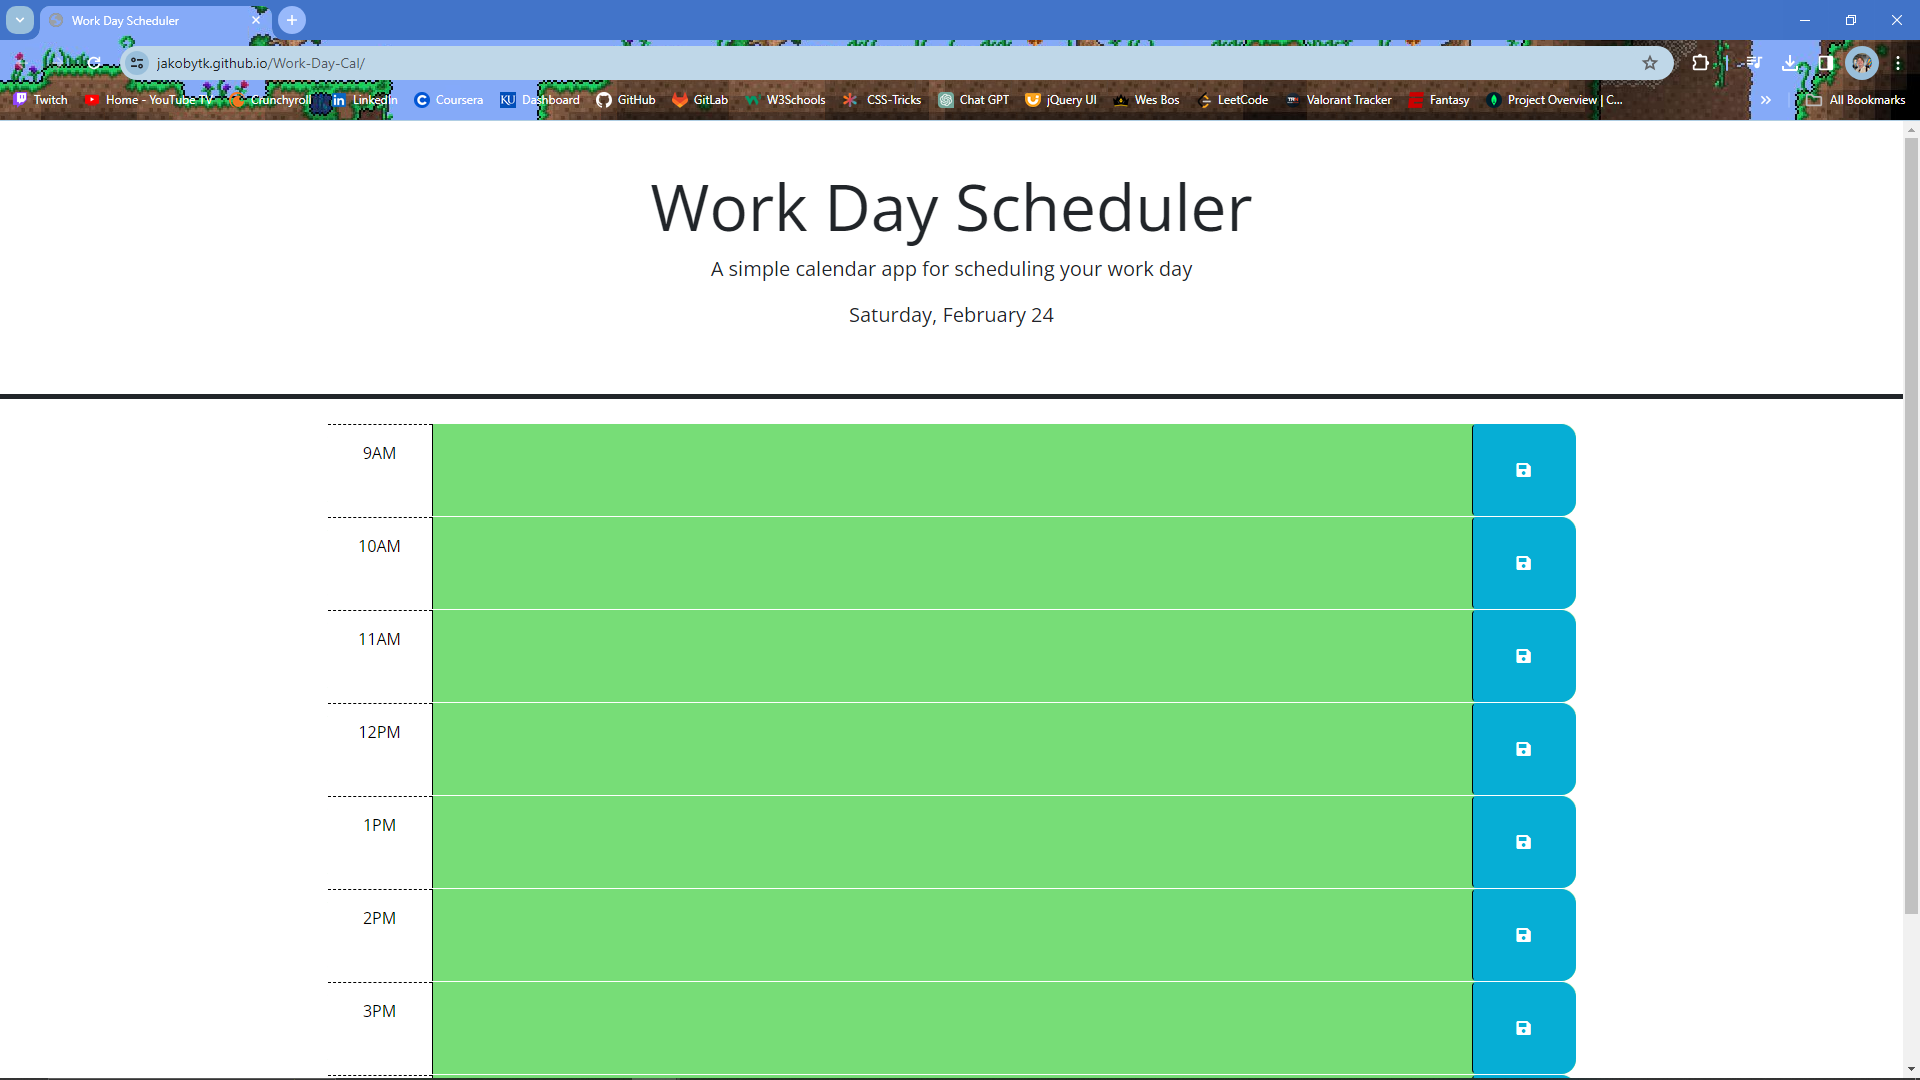 Work Day Scheduler
jakobytk.github.io/Work-Day-Cal/
Twitch Home - YouTube TV Crunchyroll LinkedIn Coursera KU Dashboard GitHub GitLab W3Schools CSS-Tricks Chat GPT jQuery UI Wes Bos LeetCode Valorant Tracker Fantasy Project Overview | C... All Bookmarks
Work Day Scheduler
A simple calendar app for scheduling your work day
Saturday, February 24
9AM
10AM
11AM
12PM
1PM
2PM
3PM